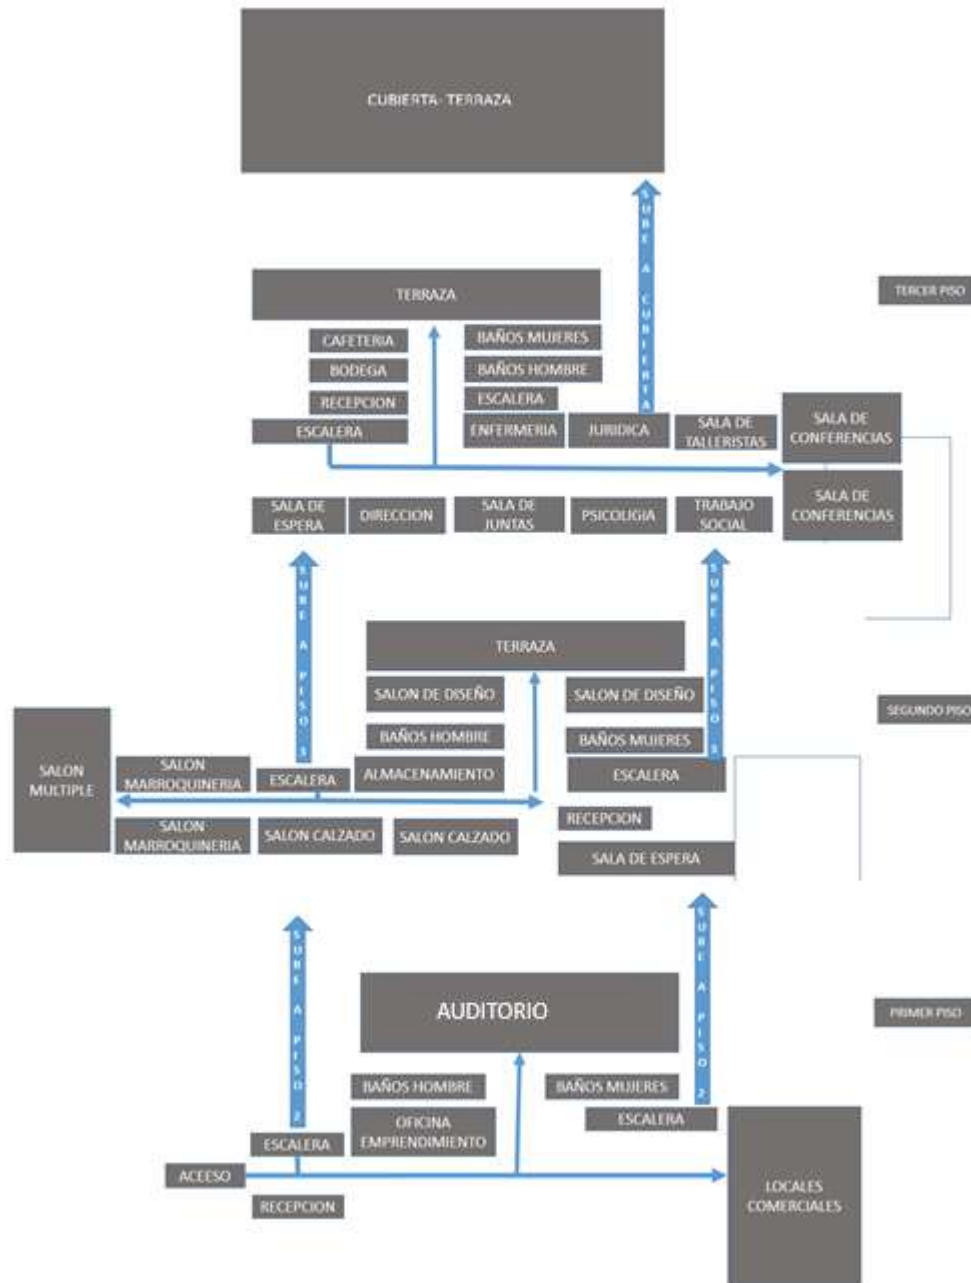 CUBIERTA- TERRAZA
SUBE A CUBIERTA
TERCER PISO
TERRAZA
CAFETERIA
BAÑOS MUJERES
BODEGA
BAÑOS HOMBRE
RECEPCION
ESCALERA
ESCALERA
ENFERMERIA
JURIDICA
SALA DE
TALLERISTAS
SALA DE
CONFERENCIAS
SALA DE
CONFERENCIAS
SALA DE
ESPERA
DIRECCION
SALA DE
JUNTAS
PSICOLIGIA
TRABAJO
SOCIAL
SUBE A PISO 3
SUBE A PISO 3
TERRAZA
SALON DE DISEÑO
SALON DE DISEÑO
SEGUNDO PISO
BAÑOS HOMBRE
BAÑOS MUJERES
SALON
MULTIPLE
SALON
MARROQUINERIA
ESCALERA
ALMACENAMIENTO
ESCALERA
SALON
MARROQUINERIA
SALON CALZADO
SALON CALZADO
RECEPCION
SALA DE ESPERA
SUBE A PISO 2
SUBE A PISO 2
AUDITORIO
PRIMER PISO
BAÑOS HOMBRE
BAÑOS MUJERES
OFICINA
EMPRENDIMIENTO
ESCALERA
ESCALERA
ACEESO
RECEPCION
LOCALES
COMERCIALES